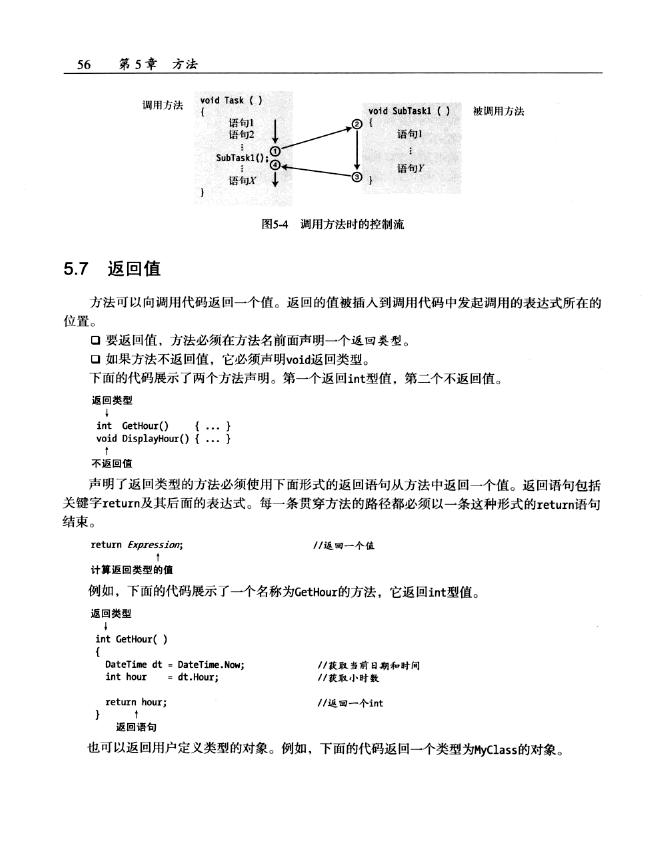 56 第5章 方法
调用方法
void Task ( )
{
语句1
语句2
⋮
①
SubTask1();
④
⋮
语句X
}
void SubTask1 ( )
被调用方法
② {
语句1
⋮
语句Y
③ }
图5-4 调用方法时的控制流
5.7 返回值
方法可以向调用代码返回一个值。返回的值被插入到调用代码中发起调用的表达式所在的
位置。
❑ 要返回值，方法必须在方法名前面声明一个返回类型。
❑ 如果方法不返回值，它必须声明void返回类型。
下面的代码展示了两个方法声明。第一个返回int型值，第二个不返回值。
返回类型
↓
int GetHour() { ... }
void DisplayHour() { ... }
↑
不返回值
声明了返回类型的方法必须使用下面形式的返回语句从方法中返回一个值。返回语句包括
关键字return及其后面的表达式。每一条贯穿方法的路径都必须以一条这种形式的return语句
结束。
return Expression; //返回一个值
↑
计算返回类型的值
例如，下面的代码展示了一个名称为GetHour的方法，它返回int型值。
返回类型
↓
int GetHour( )
{
DateTime dt = DateTime.Now; //获取当前日期和时间
int hour = dt.Hour; //获取小时数
return hour; //返回一个int
} ↑
返回语句
也可以返回用户定义类型的对象。例如，下面的代码返回一个类型为MyClass的对象。